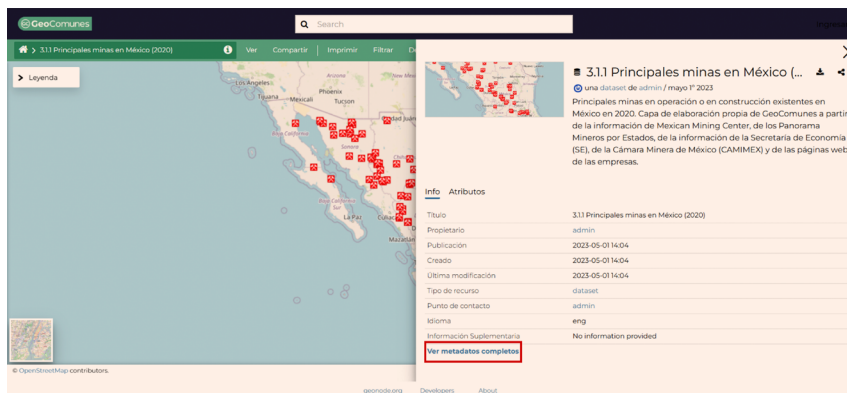 GeoComunes
Search
3.1.1 Principales minas en México (2020)
Ver Compartir Imprimir Filtrar
Leyenda
Los Angeles
Arizona
Phoenix
Tijuana
Mexicali
Tucson
Baja California
Sonora
Baja California
Sur
La Paz
3.1.1 Principales minas en México (...
una dataset de admin / mayo 1º 2023
Principales minas en operación o en construcción existentes en
México en 2020. Capa de elaboración propia de GeoComunes a partir
de la información de Mexican Mining Center, de los Panorama
Mineros por Estados, de la información de la Secretaría de Economía
(SE), de la Cámara Minera de México (CAMIMEX) y de las páginas web
de las empresas.
Info Atributos
Título 3.1.1 Principales minas en México (2020)
Propietario admin
Publicación 2023-05-01 14:04
Creado 2023-05-01 14:04
Última modificación 2023-05-01 14:04
Tipo de recurso dataset
Punto de contacto admin
Idioma eng
Información Suplementaria No information provided
Ver metadatos completos
© OpenStreetMap contributors.
geonode.org Developers About